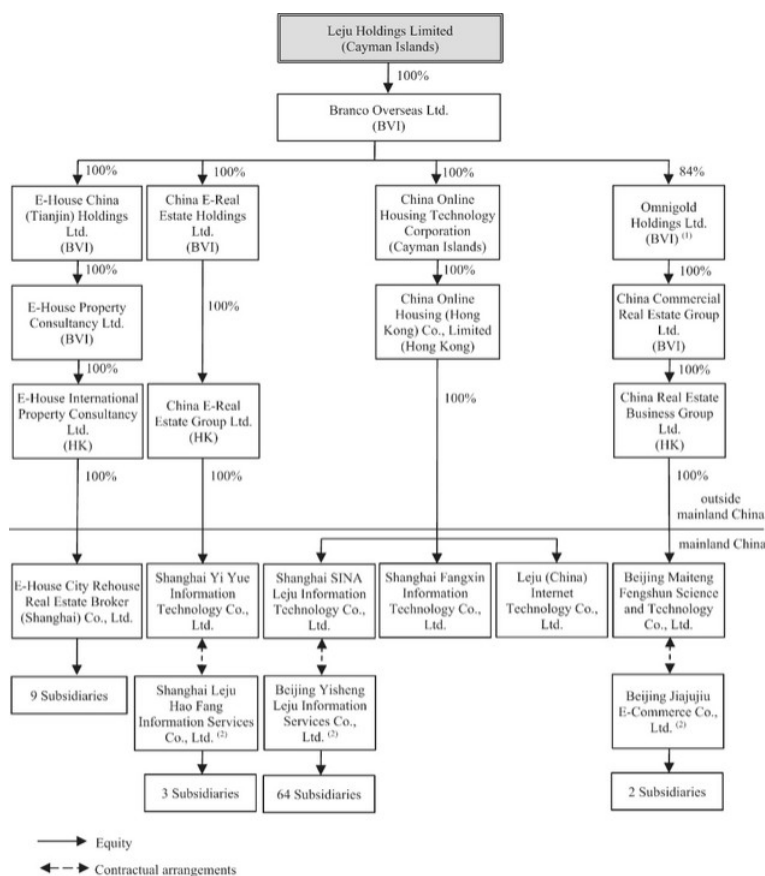 Leju Holdings Limited
(Cayman Islands)
100%
Branco Overseas Ltd.
(BVI)
100%
100%
100%
84%
E-House China
(Tianjin) Holdings
Ltd.
(BVI)
China E-Real
Estate Holdings
Ltd.
(BVI)
China Online
Housing Technology
Corporation
(Cayman Islands)
Omnigold
Holdings Ltd.
(BVI) (1)
100%
100%
100%
100%
E-House Property
Consultancy Ltd.
(BVI)
China Online
Housing (Hong
Kong) Co., Limited
(Hong Kong)
China Commercial
Real Estate Group
Ltd.
(BVI)
100%
100%
100%
E-House International
Property Consultancy
Ltd.
(HK)
China E-Real
Estate Group Ltd.
(HK)
China Real Estate
Business Group
Ltd.
(HK)
100%
100%
100%
outside
mainland China
mainland China
E-House City Rehouse
Real Estate Broker
(Shanghai) Co., Ltd.
Shanghai Yi Yue
Information
Technology Co.,
Ltd.
Shanghai SINA
Leju Information
Technology Co.,
Ltd.
Shanghai Fangxin
Information
Technology Co.,
Ltd.
Leju (China)
Internet
Technology Co.,
Ltd.
Beijing Maiteng
Fengshun Science
and Technology
Co., Ltd.
9 Subsidiaries
Shanghai Leju
Hao Fang
Information Services
Co., Ltd. (2)
Beijing Yisheng
Leju Information
Services Co.,
Ltd. (2)
Beijing Jiajujiu
E-Commerce Co.,
Ltd. (2)
3 Subsidiaries
64 Subsidiaries
2 Subsidiaries
Equity
Contractual arrangements